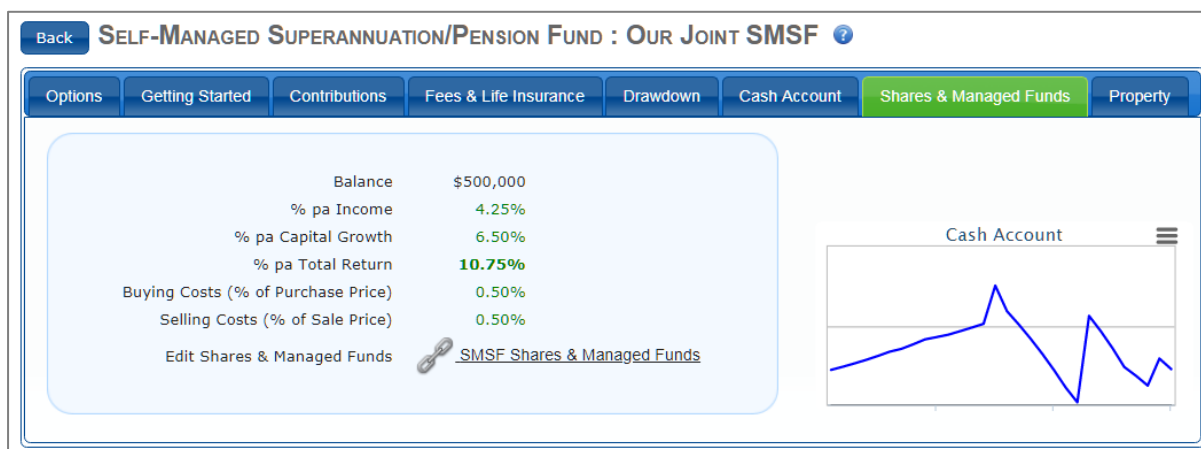 Back Self-Managed Superannuation/Pension Fund : Our Joint SMSF ?
Options Getting Started Contributions Fees & Life Insurance Drawdown Cash Account Shares & Managed Funds Property
Balance $500,000
% pa Income 4.25%
% pa Capital Growth 6.50%
% pa Total Return 10.75%
Buying Costs (% of Purchase Price) 0.50%
Selling Costs (% of Sale Price) 0.50%
Edit Shares & Managed Funds SMSF Shares & Managed Funds
Cash Account